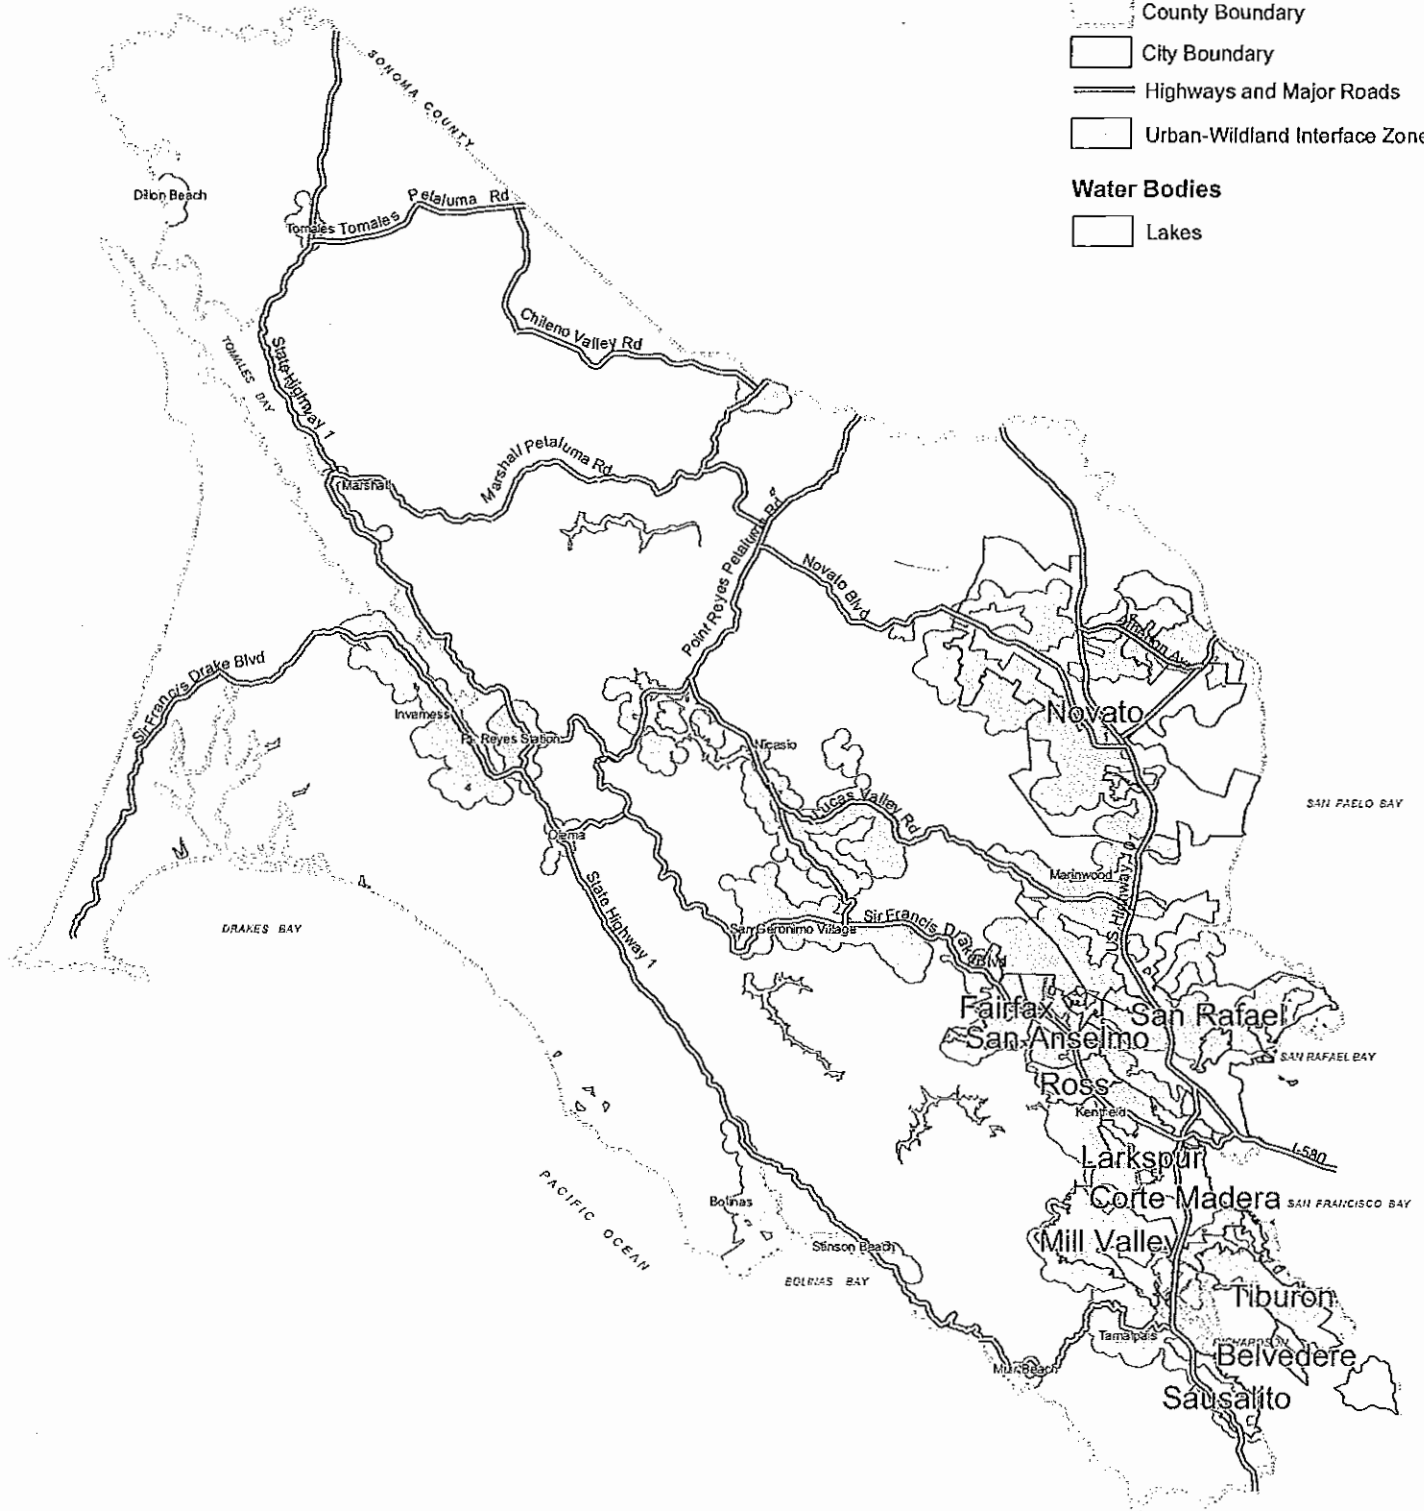 County Boundary
City Boundary
Highways and Major Roads
Urban-Wildland Interface Zone
Water Bodies
Lakes
SONOMA COUNTY
Dillon Beach
Tomales
Tomales Petaluma Rd
Chileno Valley Rd
TOMALES BAY
State Highway 1
Marshall Petaluma Rd
Marshall
Point Reyes Petaluma Rd
Novato Blvd
Atherton Ave
Sir Francis Drake Blvd
Inverness
Pt. Reyes Station
Novato
Nicasio
SAN PABLO BAY
Lucas Valley Rd
Olema
Marinwood
US Highway 101
State Highway 1
DRAKES BAY
San Geronimo Village
Sir Francis Drake Blvd
Fairfax
San Rafael
San Anselmo
SAN RAFAEL BAY
Ross
Kentfield
I-580
Larkspur
Corte Madera
SAN FRANCISCO BAY
PACIFIC OCEAN
Bolinas
Mill Valley
Stinson Beach
BOLINAS BAY
Tiburon
Tamalpais
RICHARDSON
Belvedere
Muir Beach
Sausalito